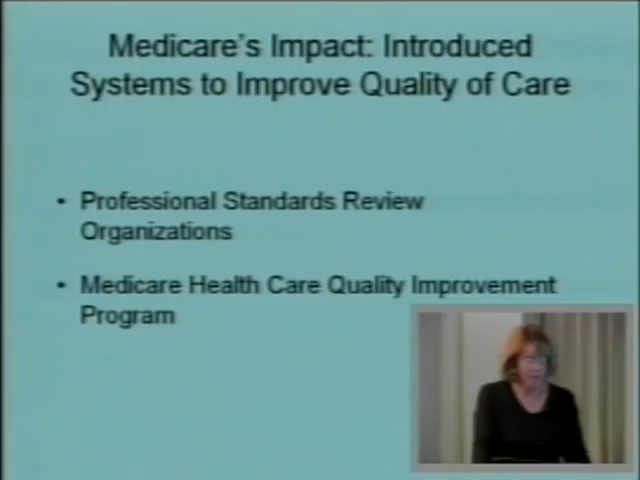 Medicare's Impact: Introduced
Systems to Improve Quality of Care
• Professional Standards Review
Organizations
• Medicare Health Care Quality Improvement
Program